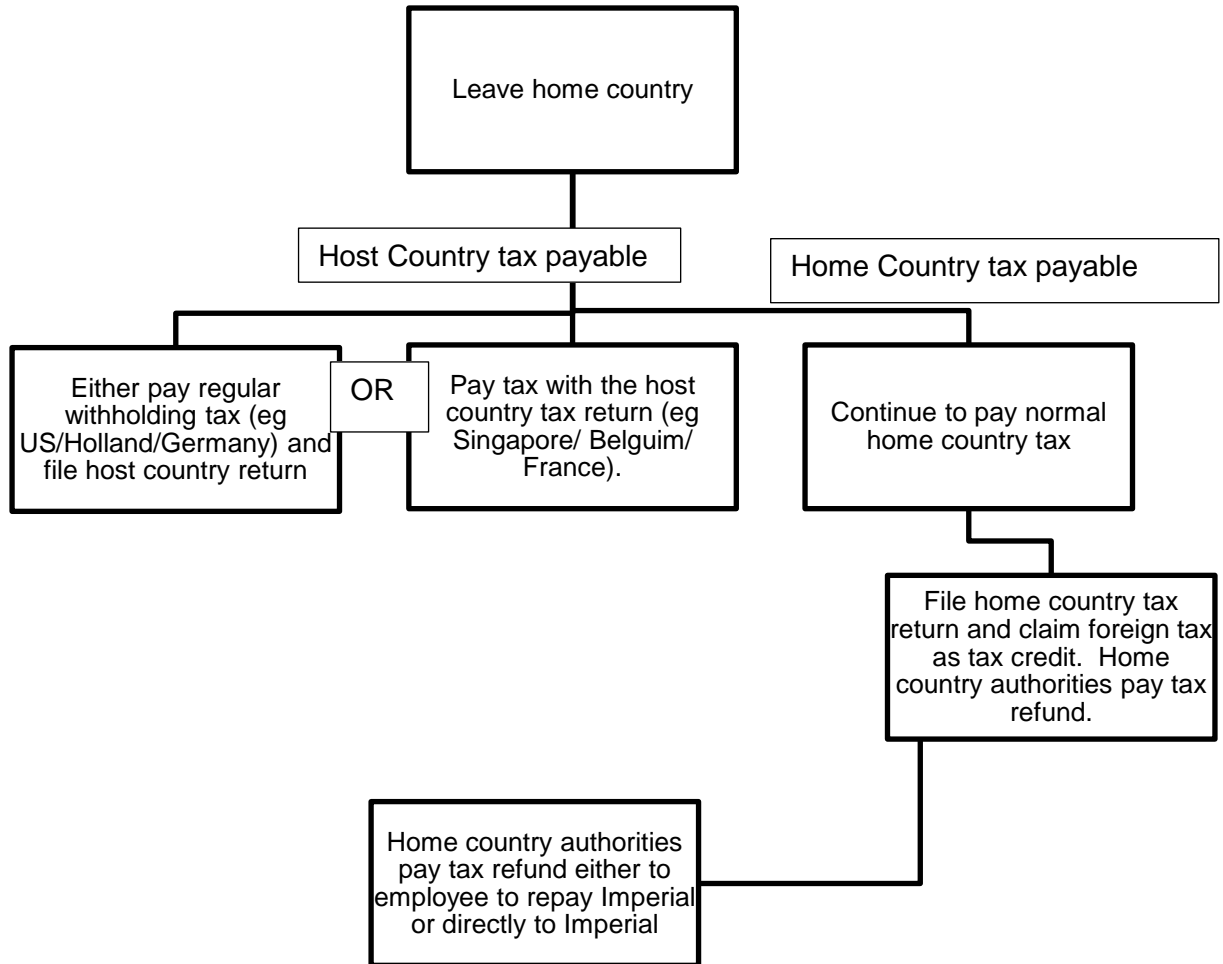 Leave home country
Host Country tax payable
Home Country tax payable
Either pay regular
withholding tax (eg
US/Holland/Germany) and
file host country return
OR
Pay tax with the host
country tax return (eg
Singapore/ Belguim/
France).
Continue to pay normal
home country tax
File home country tax
return and claim foreign tax
as tax credit.  Home
country authorities pay tax
refund.
Home country authorities
pay tax refund either to
employee to repay Imperial
or directly to Imperial